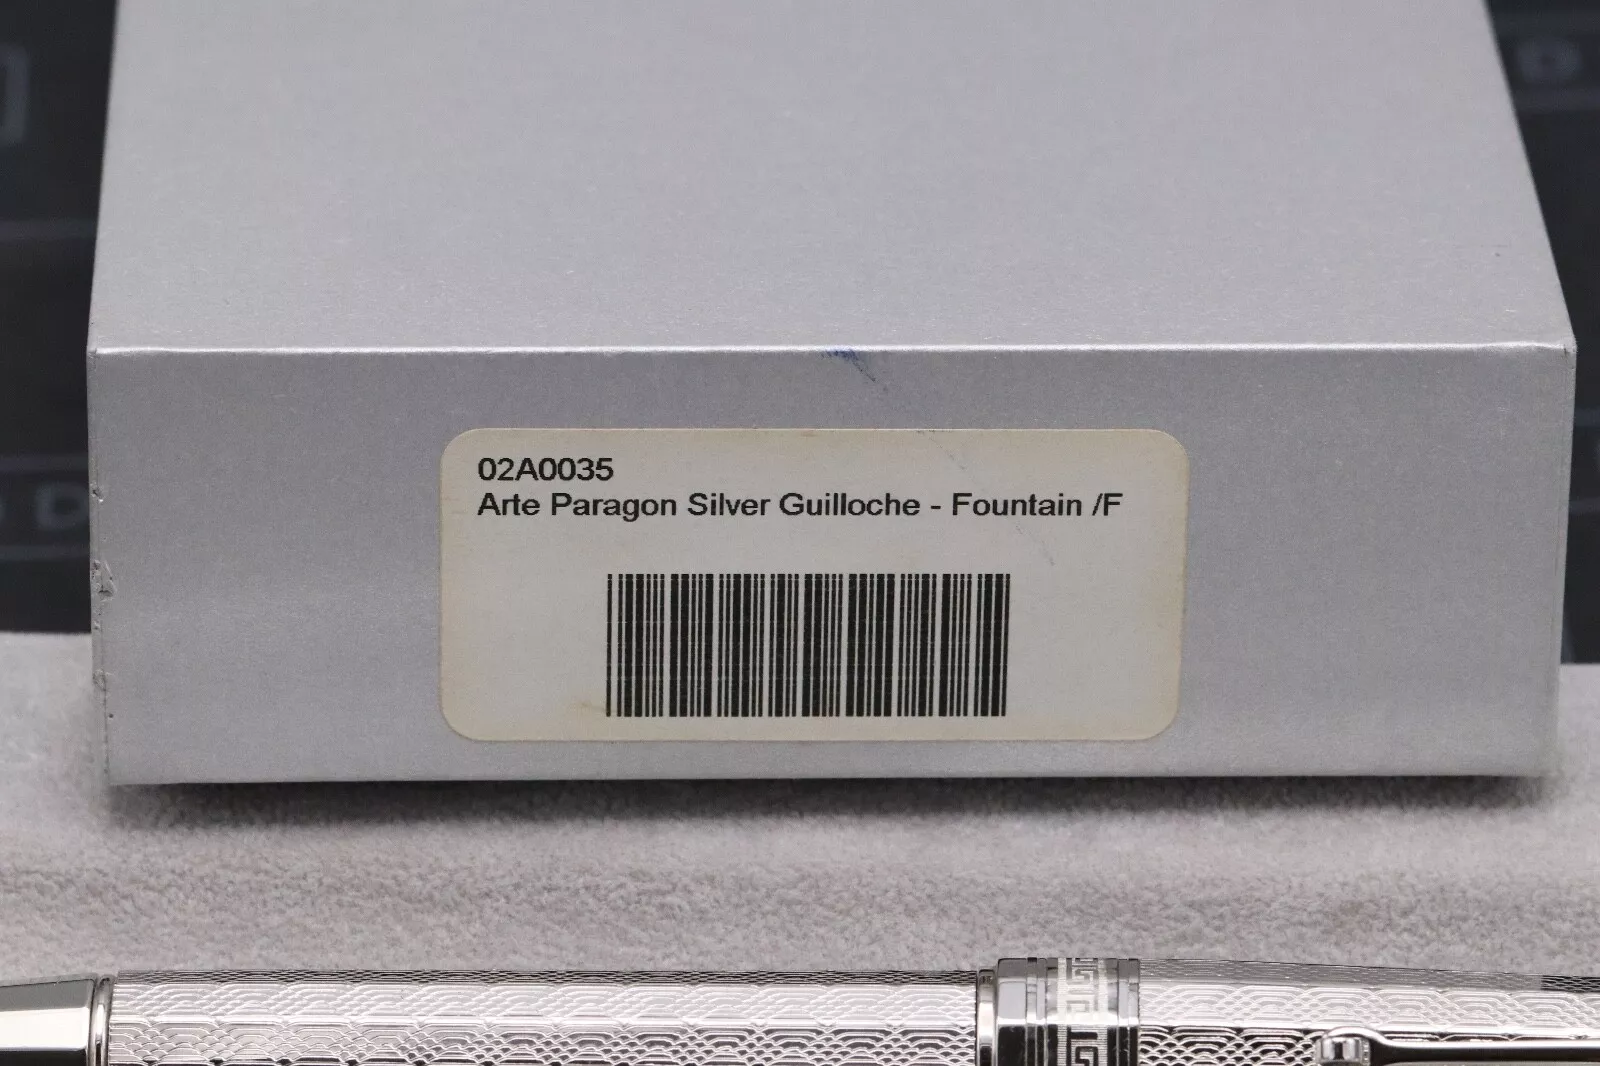 02A0035
Arte Paragon Silver Guilloche - Fountain /F